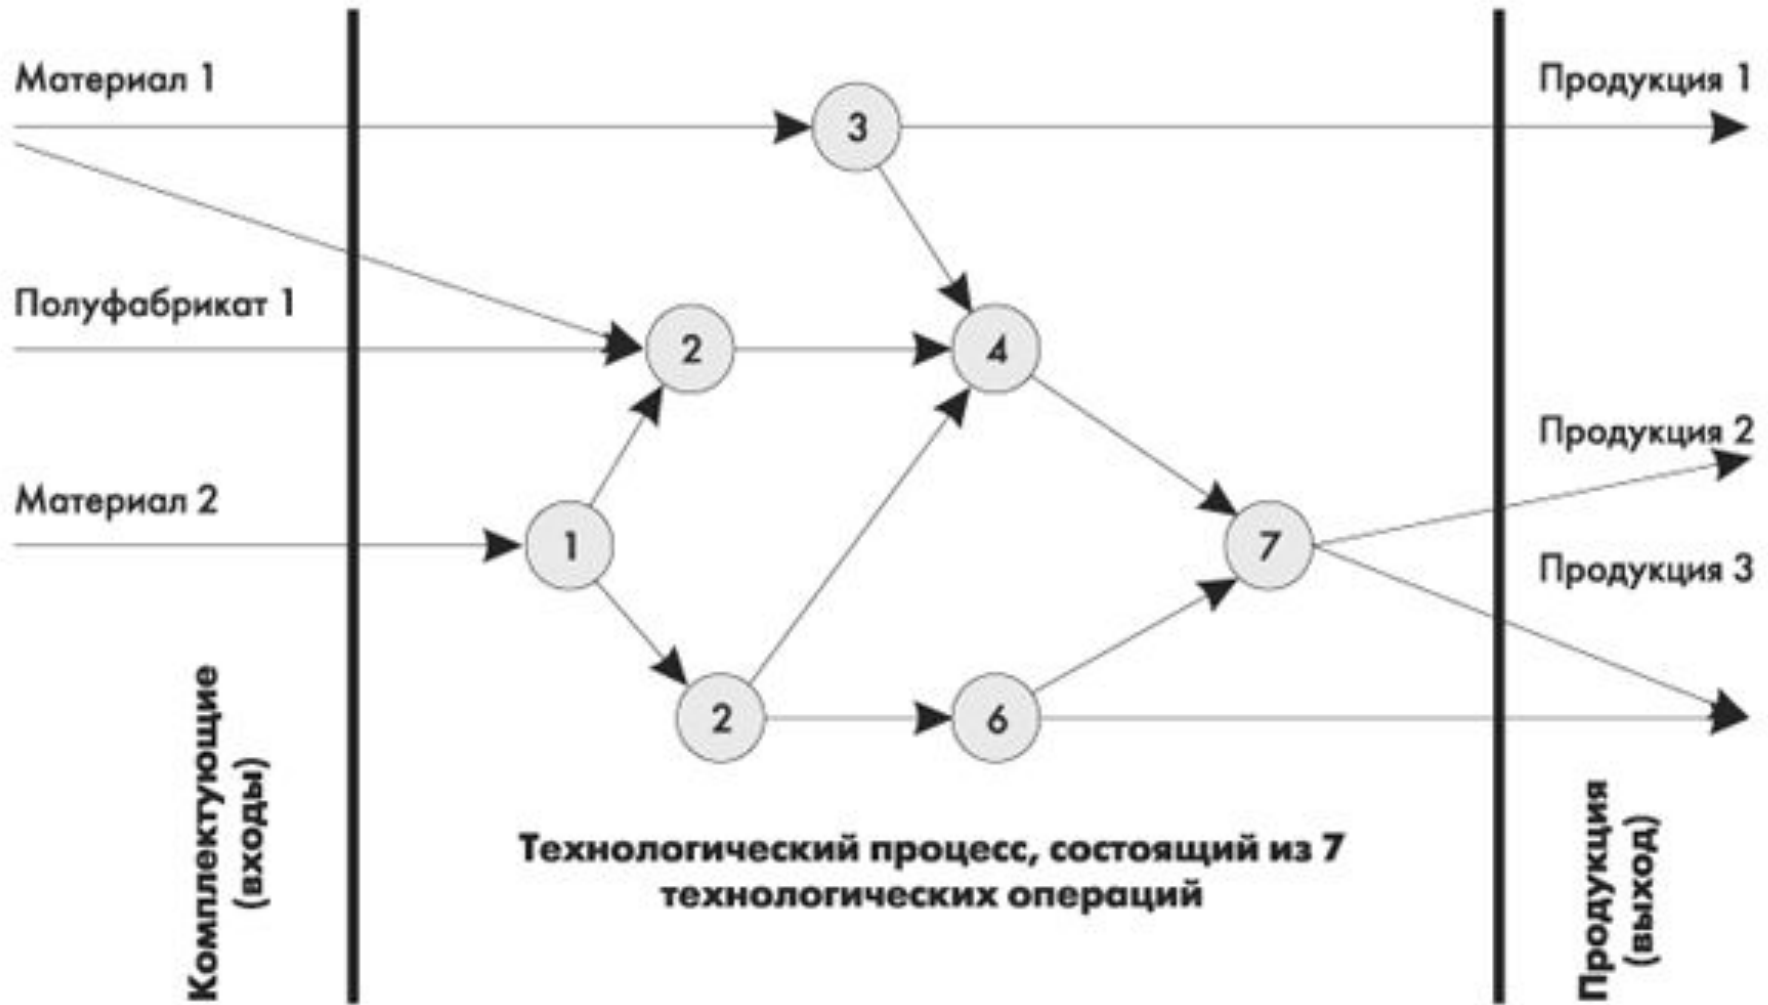 Материал 1
Продукция 1
3
Полуфабрикат 1
2
4
Продукция 2
Материал 2
1
7
Продукция 3
2
6
Комплектующие
(входы)
Технологический процесс, состоящий из 7
технологических операций
Продукция
(выход)